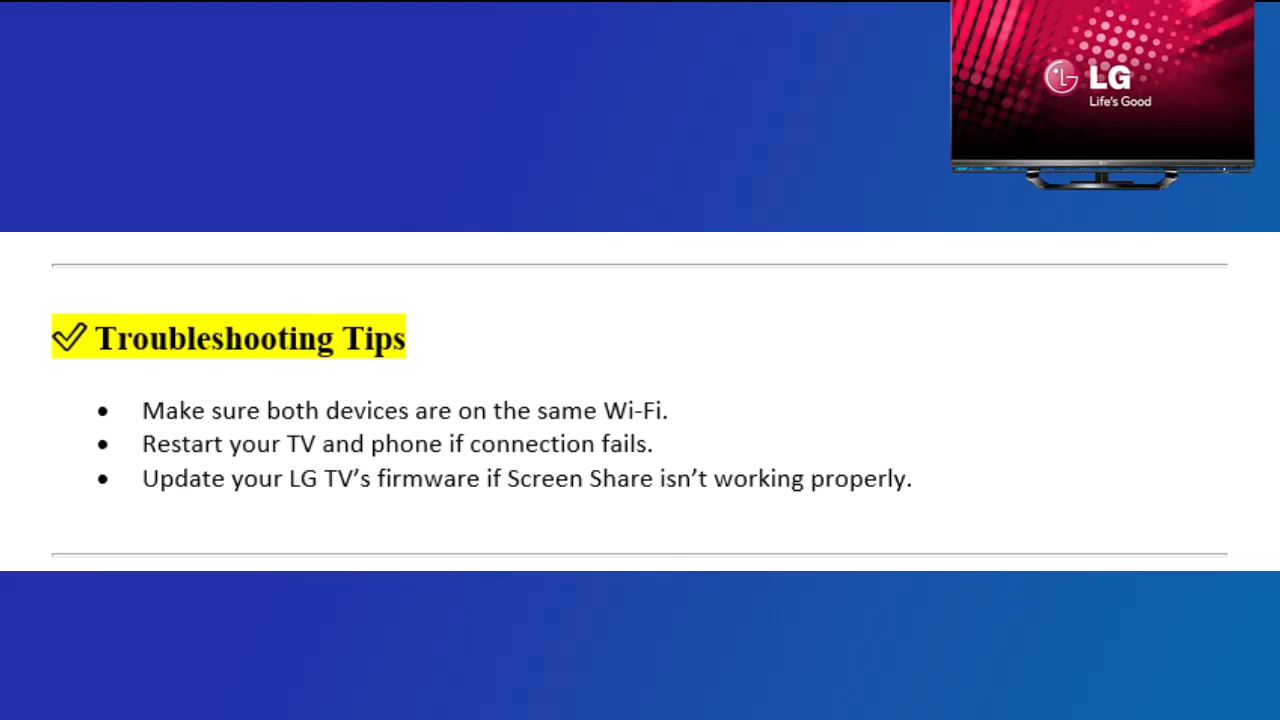 LG
Life's Good
✓ Troubleshooting Tips
• Make sure both devices are on the same Wi-Fi.
• Restart your TV and phone if connection fails.
• Update your LG TV’s firmware if Screen Share isn’t working properly.